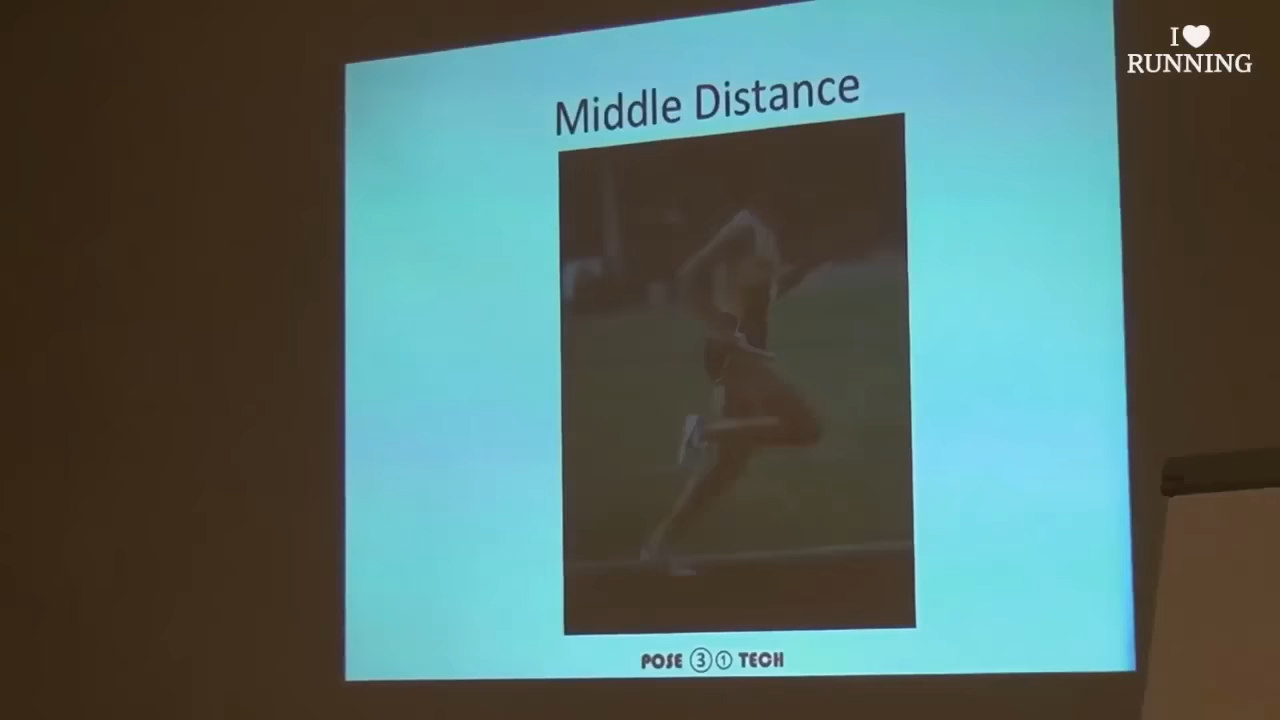 I ♥
RUNNING
Middle Distance
POSE ③① TECH